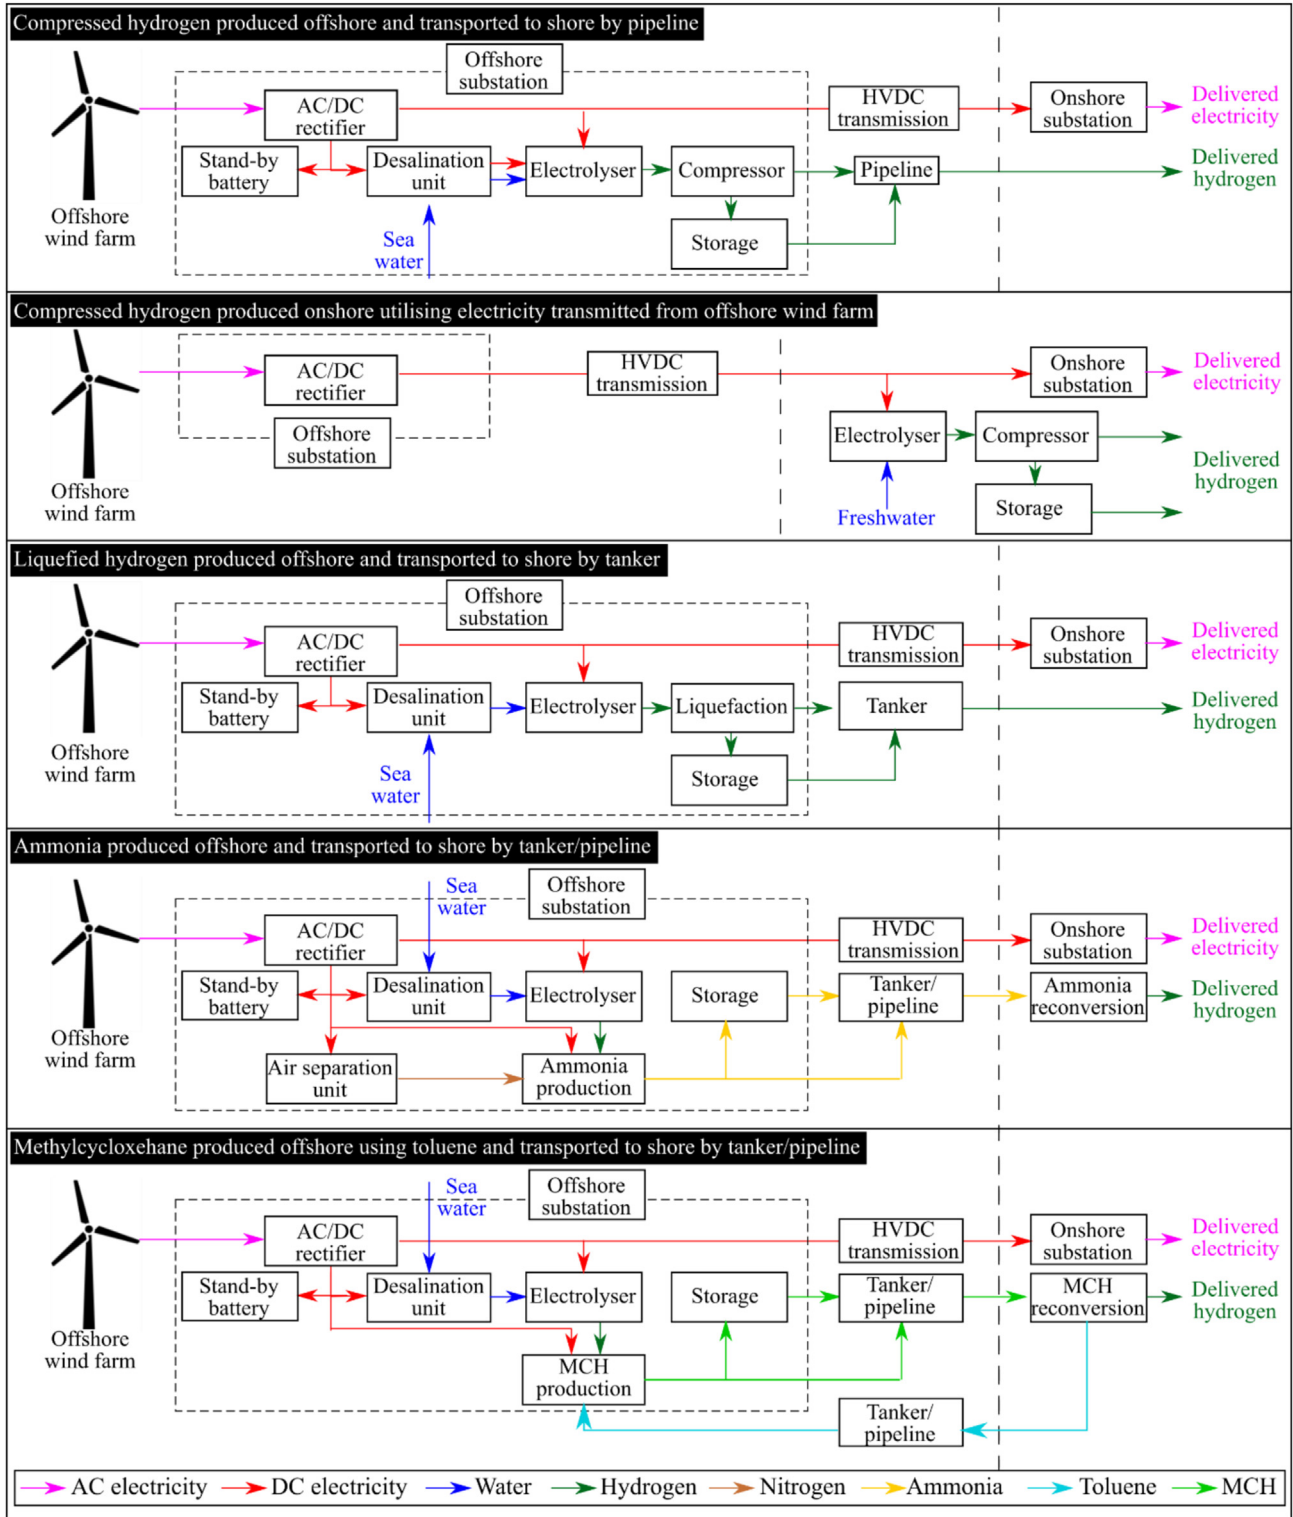 Compressed hydrogen produced offshore and transported to shore by pipeline
Offshore
substation
AC/DC
rectifier
HVDC
transmission
Onshore
substation
Delivered
electricity
Stand-by
battery
Desalination
unit
Electrolyser
Compressor
Pipeline
Delivered
hydrogen
Offshore
wind farm
Sea
water
Storage
Compressed hydrogen produced onshore utilising electricity transmitted from offshore wind farm
AC/DC
rectifier
HVDC
transmission
Onshore
substation
Delivered
electricity
Offshore
substation
Electrolyser
Compressor
Delivered
hydrogen
Offshore
wind farm
Freshwater
Storage
Liquefied hydrogen produced offshore and transported to shore by tanker
Offshore
substation
AC/DC
rectifier
HVDC
transmission
Onshore
substation
Delivered
electricity
Stand-by
battery
Desalination
unit
Electrolyser
Liquefaction
Tanker
Delivered
hydrogen
Offshore
wind farm
Sea
water
Storage
Ammonia produced offshore and transported to shore by tanker/pipeline
Sea
water
Offshore
substation
AC/DC
rectifier
HVDC
transmission
Onshore
substation
Delivered
electricity
Stand-by
battery
Desalination
unit
Electrolyser
Storage
Tanker/
pipeline
Ammonia
reconversion
Delivered
hydrogen
Offshore
wind farm
Air separation
unit
Ammonia
production
Methylcycloxehane produced offshore using toluene and transported to shore by tanker/pipeline
Sea
water
Offshore
substation
AC/DC
rectifier
HVDC
transmission
Onshore
substation
Delivered
electricity
Stand-by
battery
Desalination
unit
Electrolyser
Storage
Tanker/
pipeline
MCH
reconversion
Delivered
hydrogen
Offshore
wind farm
MCH
production
Tanker/
pipeline
AC electricity
DC electricity
Water
Hydrogen
Nitrogen
Ammonia
Toluene
MCH